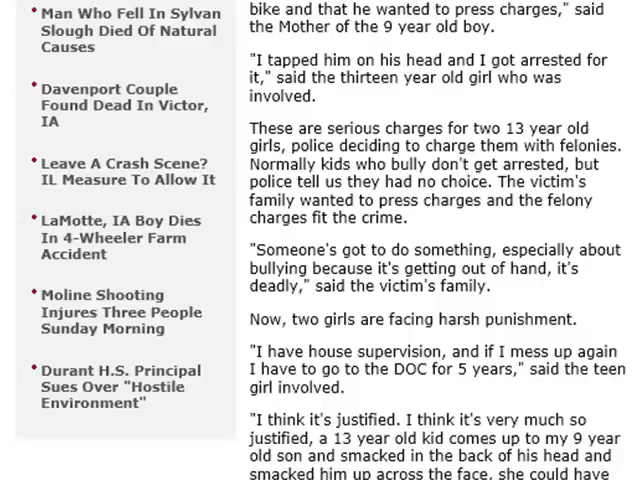 Man Who Fell In Sylvan
Slough Died Of Natural
Causes
Davenport Couple
Found Dead In Victor,
IA
Leave A Crash Scene?
IL Measure To Allow It
LaMotte, IA Boy Dies
In 4-Wheeler Farm
Accident
Moline Shooting
Injures Three People
Sunday Morning
Durant H.S. Principal
Sues Over "Hostile
Environment"
bike and that he wanted to press charges," said
the Mother of the 9 year old boy.
"I tapped him on his head and I got arrested for
it," said the thirteen year old girl who was
involved.
These are serious charges for two 13 year old
girls, police deciding to charge them with felonies.
Normally kids who bully don't get arrested, but
police tell us they had no choice. The victim's
family wanted to press charges and the felony
charges fit the crime.
"Someone's got to do something, especially about
bullying because it's getting out of hand, it's
deadly," said the victim's family.
Now, two girls are facing harsh punishment.
"I have house supervision, and if I mess up again
I have to go to the DOC for 5 years," said the teen
girl involved.
"I think it's justified. I think it's very much so
justified, a 13 year old kid comes up to my 9 year
old son and smacked in the back of his head and
smacked him up across the face, she could have